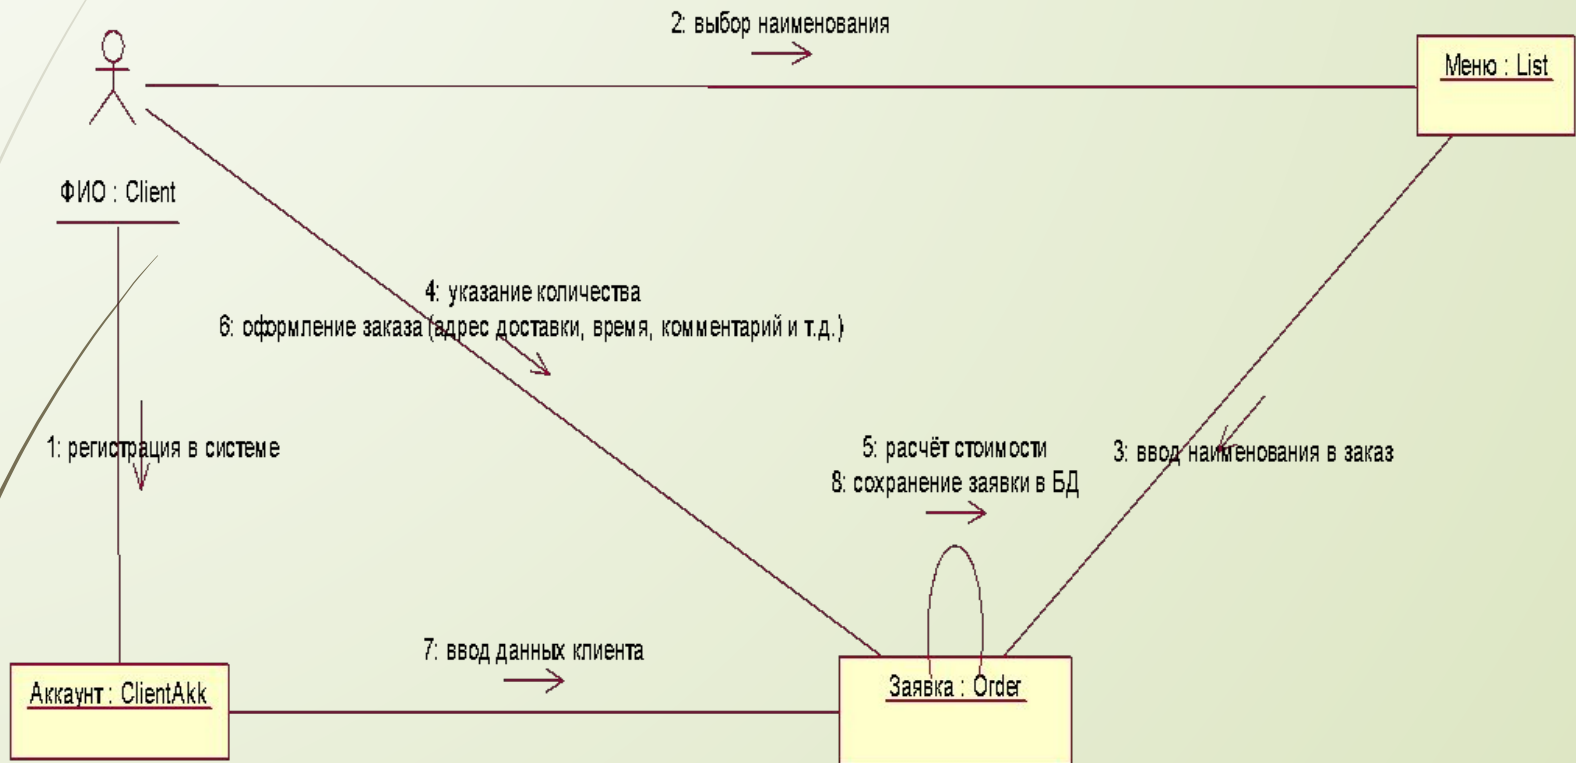 2: выбор наименования
Меню : List
ФИО : Client
4: указание количества
6: оформление заказа (адрес доставки, время, комментарий и т.д.)
1: регистрация в системе
5: расчёт стоимости
8: сохранение заявки в БД
3: ввод наименования в заказ
7: ввод данных клиента
Аккаунт : ClientAkk
Заявка : Order